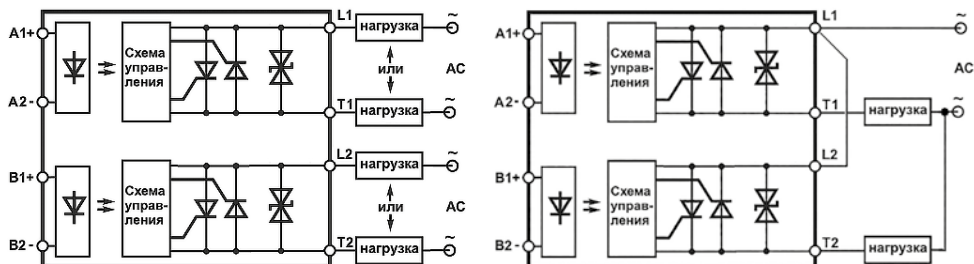 A1+
A2-
B1+
B2-
Схема
управ-
ления
Схема
управ-
ления
L1
нагрузка
~
или
AC
T1
нагрузка
~
L2
нагрузка
~
или
AC
T2
нагрузка
~
A1+
A2-
B1+
B2-
Схема
управ-
ления
Схема
управ-
ления
L1
~
AC
T1
нагрузка
~
L2
T2
нагрузка